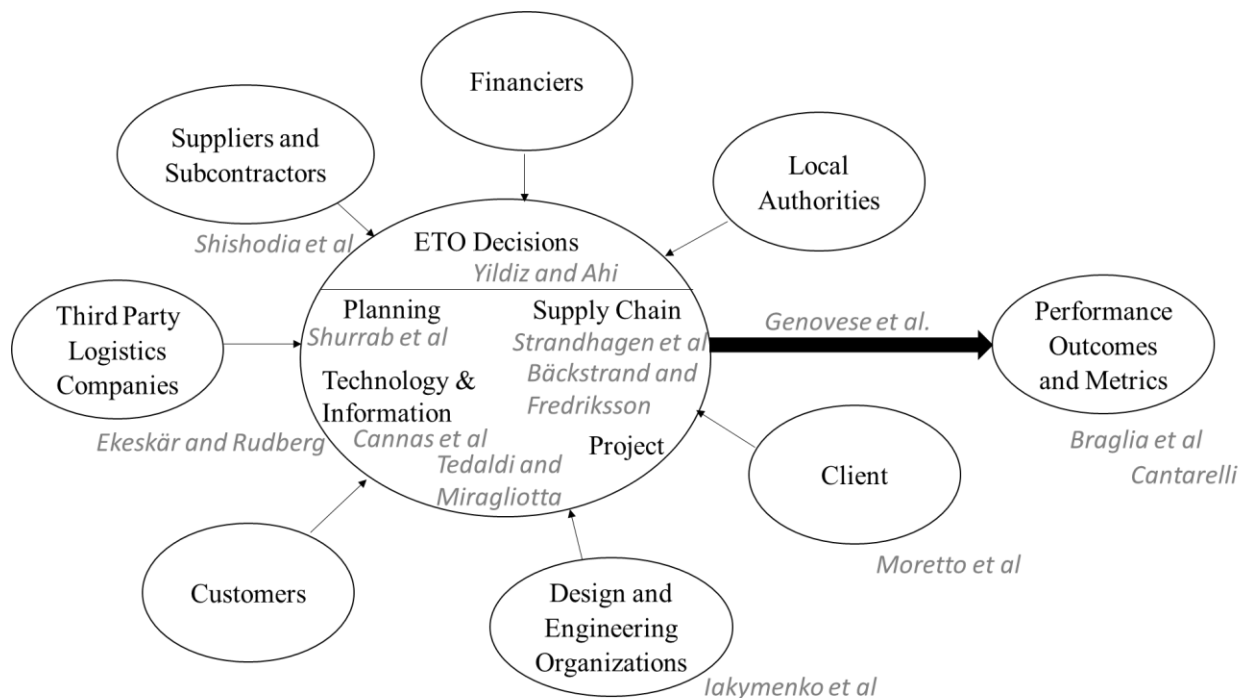 Financiers
Suppliers and
Subcontractors
Local
Authorities
Shishodia et al
ETO Decisions
Yildiz and Ahi
Third Party
Logistics
Companies
Planning
Shurrab et al
Supply Chain
Strandhagen et al
Bäckstrand and
Fredriksson
Genovese et al.
Performance
Outcomes
and Metrics
Technology &
Information
Cannas et al
Tedaldi and
Miragliotta
Project
Ekeskär and Rudberg
Braglia et al
Cantarelli
Client
Moretto et al
Customers
Design and
Engineering
Organizations
Iakymenko et al